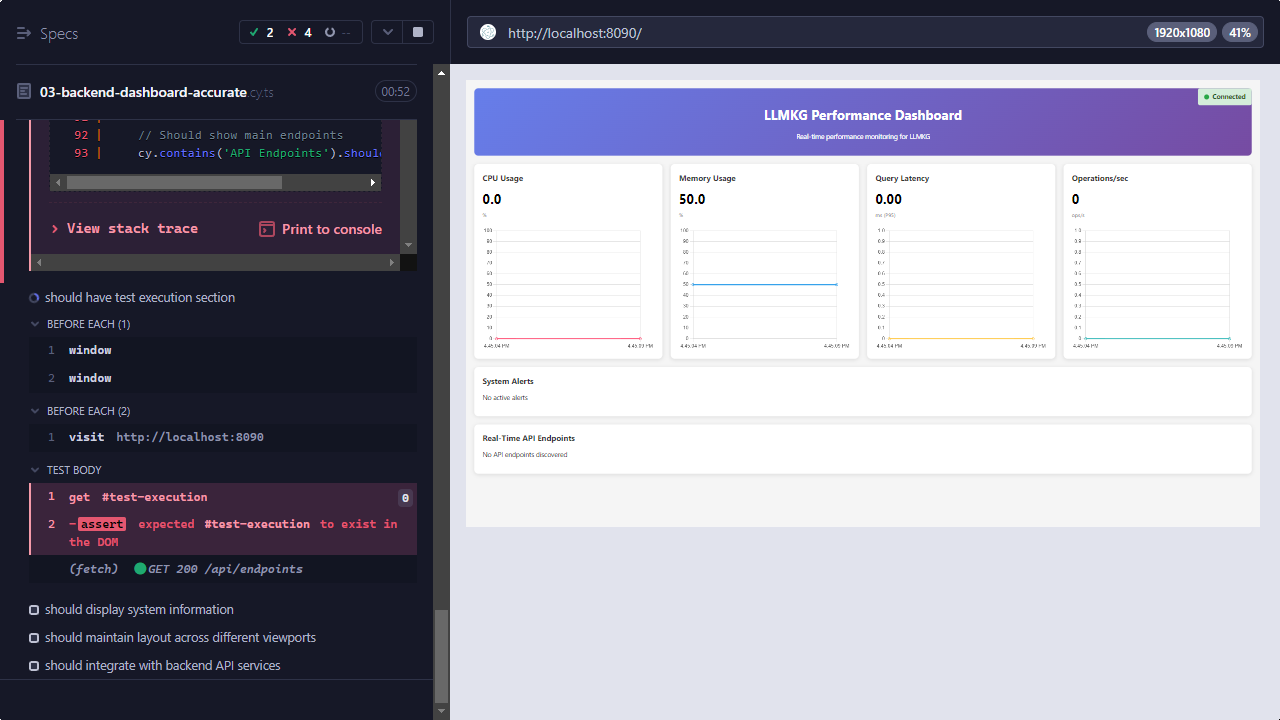 Specs
2
4
--
03-backend-dashboard-accurate.cy.ts
00:52
92 | // Should show main endpoints
93 | cy.contains('API Endpoints').shoul
View stack trace
Print to console
should have test execution section
BEFORE EACH (1)
1 window
2 window
BEFORE EACH (2)
1 visit http://localhost:8090
TEST BODY
1 get #test-execution 0
2 -assert expected #test-execution to exist in
the DOM
(fetch) GET 200 /api/endpoints
should display system information
should maintain layout across different viewports
should integrate with backend API services
http://localhost:8090/
1920x1080
41%
Connected
LLMKG Performance Dashboard
Real-time performance monitoring for LLMKG
CPU Usage
0.0
%
100
90
80
70
60
50
40
30
20
10
0
4:45:04 PM 4:45:09 PM
Memory Usage
50.0
%
100
90
80
70
60
50
40
30
20
10
0
4:45:04 PM 4:45:09 PM
Query Latency
0.00
ms (P95)
1.0
0.9
0.8
0.7
0.6
0.5
0.4
0.3
0.2
0.1
0
4:45:04 PM 4:45:09 PM
Operations/sec
0
ops/s
1.0
0.9
0.8
0.7
0.6
0.5
0.4
0.3
0.2
0.1
0
4:45:04 PM 4:45:09 PM
System Alerts
No active alerts
Real-Time API Endpoints
No API endpoints discovered